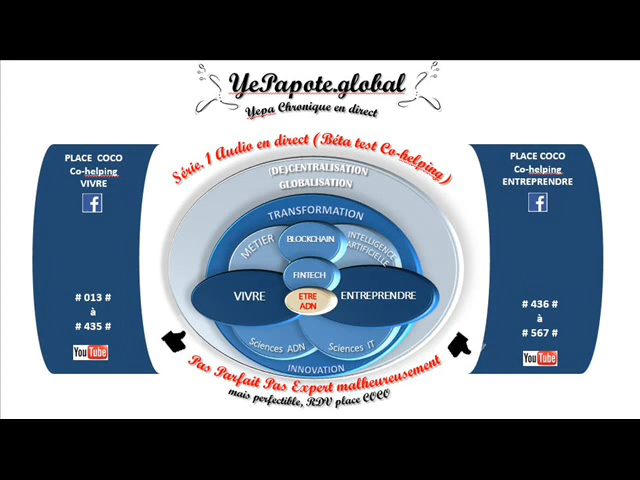 YePapote.global
Yepa Chronique en direct
Série, 1 Audio en direct (Béta test Co-helping)
PLACE COCO
Co-helping
VIVRE
# 013 #
à
# 435 #
YouTube
(DE)CENTRALISATION
GLOBALISATION
TRANSFORMATION
METIER
BLOCKCHAIN
INTELLIGENCE
ARTIFICIELLE
FINTECH
VIVRE
ETRE
ADN
ENTREPRENDRE
Sciences ADN
Sciences IT
INNOVATION
PLACE COCO
Co-helping
ENTREPRENDRE
# 436 #
à
# 567 #
YouTube
Pas Parfait Pas Expert malheureusement
mais perfectible, RDV place COCO